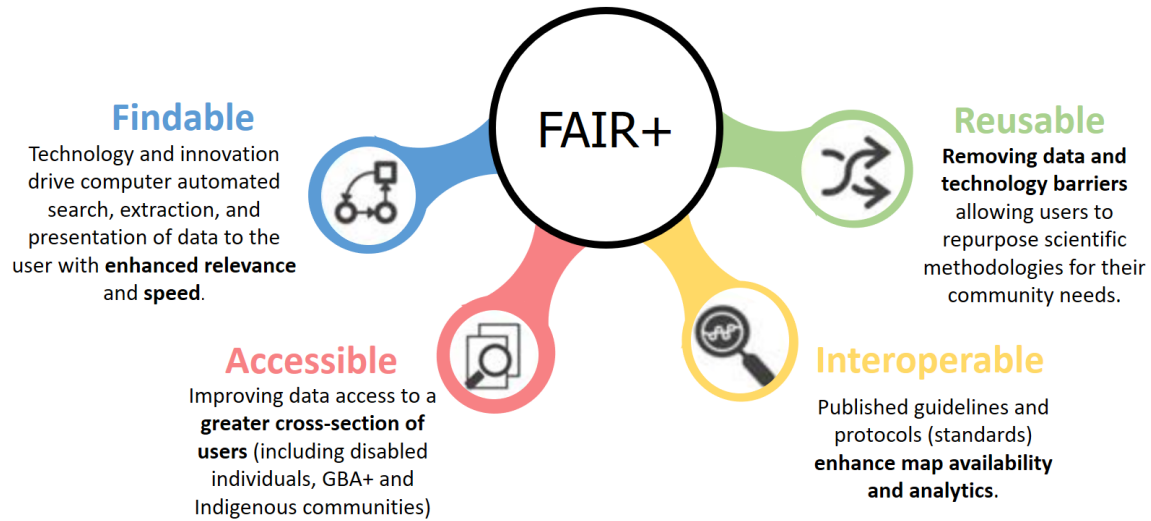 FAIR+
Findable
Technology and innovation
drive computer automated
search, extraction, and
presentation of data to the
user with enhanced relevance
and speed.
Accessible
Improving data access to a
greater cross-section of
users (including disabled
individuals, GBA+ and
Indigenous communities)
Interoperable
Published guidelines and
protocols (standards)
enhance map availability
and analytics.
Reusable
Removing data and
technology barriers
allowing users to
repurpose scientific
methodologies for their
community needs.